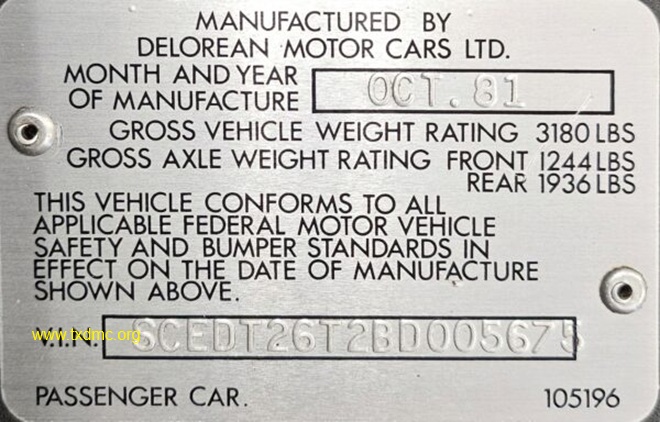 MANUFACTURED BY
DELOREAN MOTOR CARS LTD.
MONTH AND YEAR
OF MANUFACTURE OCT. 81
GROSS VEHICLE WEIGHT RATING 3180 LBS
GROSS AXLE WEIGHT RATING FRONT 1244 LBS
REAR 1936 LBS
THIS VEHICLE CONFORMS TO ALL
APPLICABLE FEDERAL MOTOR VEHICLE
SAFETY AND BUMPER STANDARDS IN
EFFECT ON THE DATE OF MANUFACTURE
SHOWN ABOVE.
www.txdmc.org
V.I.N. SCEDT26T2BD005675
PASSENGER CAR. 105196